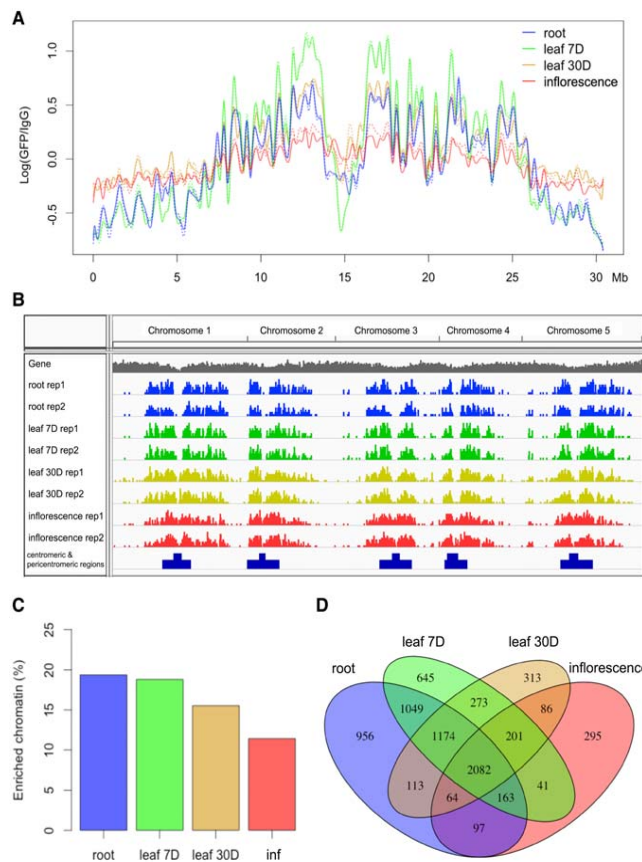 A
root
leaf 7D
leaf 30D
inflorescence
Log(GFP/IgG)
1.0
0.5
0.0
-0.5
0 5 10 15 20 25 30 Mb
B
Chromosome 1 Chromosome 2 Chromosome 3 Chromosome 4 Chromosome 5
Gene
root rep1
root rep2
leaf 7D rep1
leaf 7D rep2
leaf 30D rep1
leaf 30D rep2
inflorescence rep1
inflorescence rep2
centromeric &
pericentromeric regions
C
Enriched chromatin (%)
25
20
15
10
5
0
root leaf 7D leaf 30D inf
D
leaf 7D leaf 30D
root inflorescence
645 313
1049 273 86
956 1174 201 295
2082
113 41
64 163
97